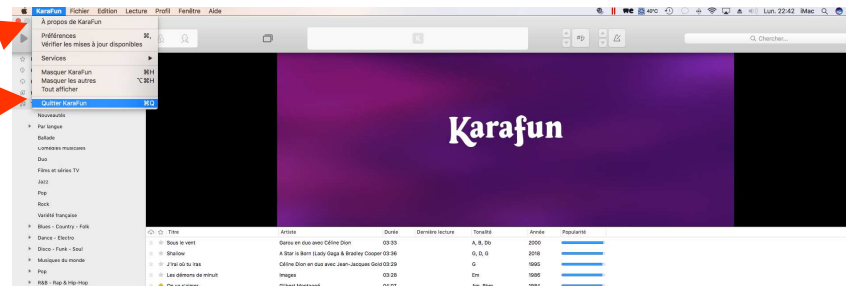 KaraFun Fichier Edition Lecture Profil Fenêtre Aide 40°C Lun. 22:42 iMac
À propos de KaraFun
Préférences ⌘,
Vérifier les mises à jour disponibles
Services
Masquer KaraFun ⌘H
Masquer les autres ⌥⌘H
Tout afficher
Quitter KaraFun ⌘Q
Chercher...
Nouveautés
Par langue
Ballade
Comédies musicales
Duo
Films et séries TV
Jazz
Pop
Rock
Variété française
Blues - Country - Folk
Dance - Electro
Disco - Funk - Soul
Musiques du monde
Pop
R&B - Rap & Hip-Hop
Karafun
Titre Artiste Durée Dernière lecture Tonalité Année Popularité
Sous le vent Garou en duo avec Céline Dion 03:33 A, B, Db 2000
Shallow A Star is Born (Lady Gaga & Bradley Cooper 03:36 G, D, G 2018
J'irai où tu iras Céline Dion en duo avec Jean-Jacques Gold 03:29 G 1995
Les démons de minuit Images 03:28 Em 1986